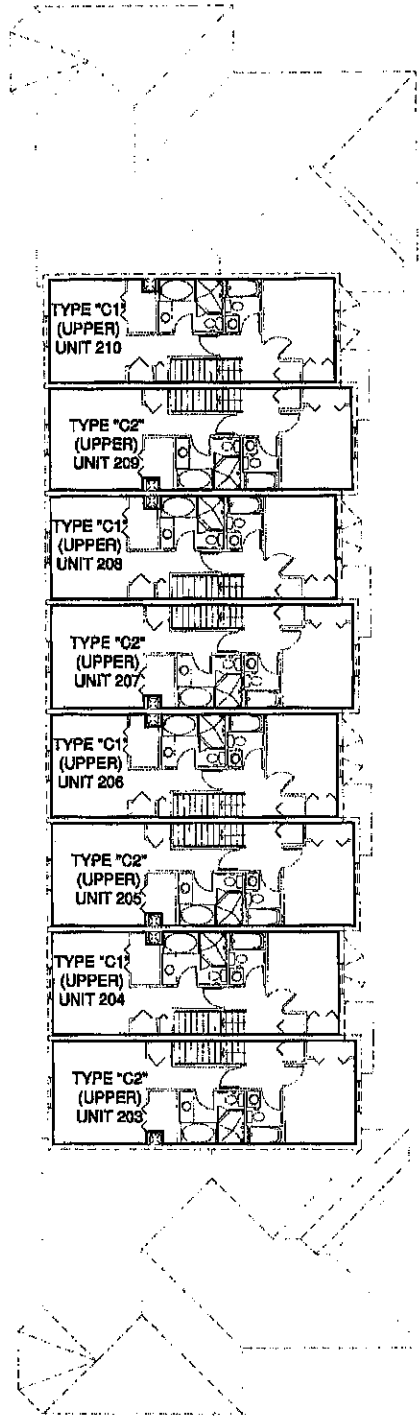 TYPE "C1"
(UPPER)
UNIT 210
TYPE "C2"
(UPPER)
UNIT 209
TYPE "C1"
(UPPER)
UNIT 208
TYPE "C2"
(UPPER)
UNIT 207
TYPE "C1"
(UPPER)
UNIT 206
TYPE "C2"
(UPPER)
UNIT 205
TYPE "C1"
(UPPER)
UNIT 204
TYPE "C2"
(UPPER)
UNIT 203